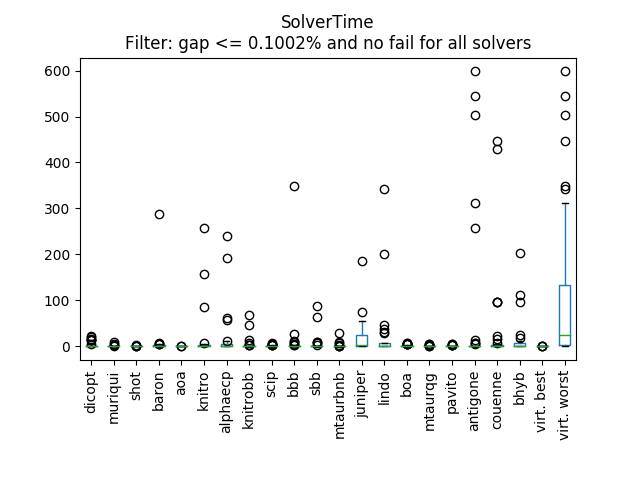 SolverTime
Filter: gap <= 0.1002% and no fail for all solvers
600
500
400
300
200
100
0
dicopt
muriqui
shot
baron
aoa
knitro
alphaecp
knitrobb
scip
bbb
sbb
mtaurbnb
juniper
lindo
boa
mtaurqg
pavito
antigone
couenne
bhyb
virt. best
virt. worst